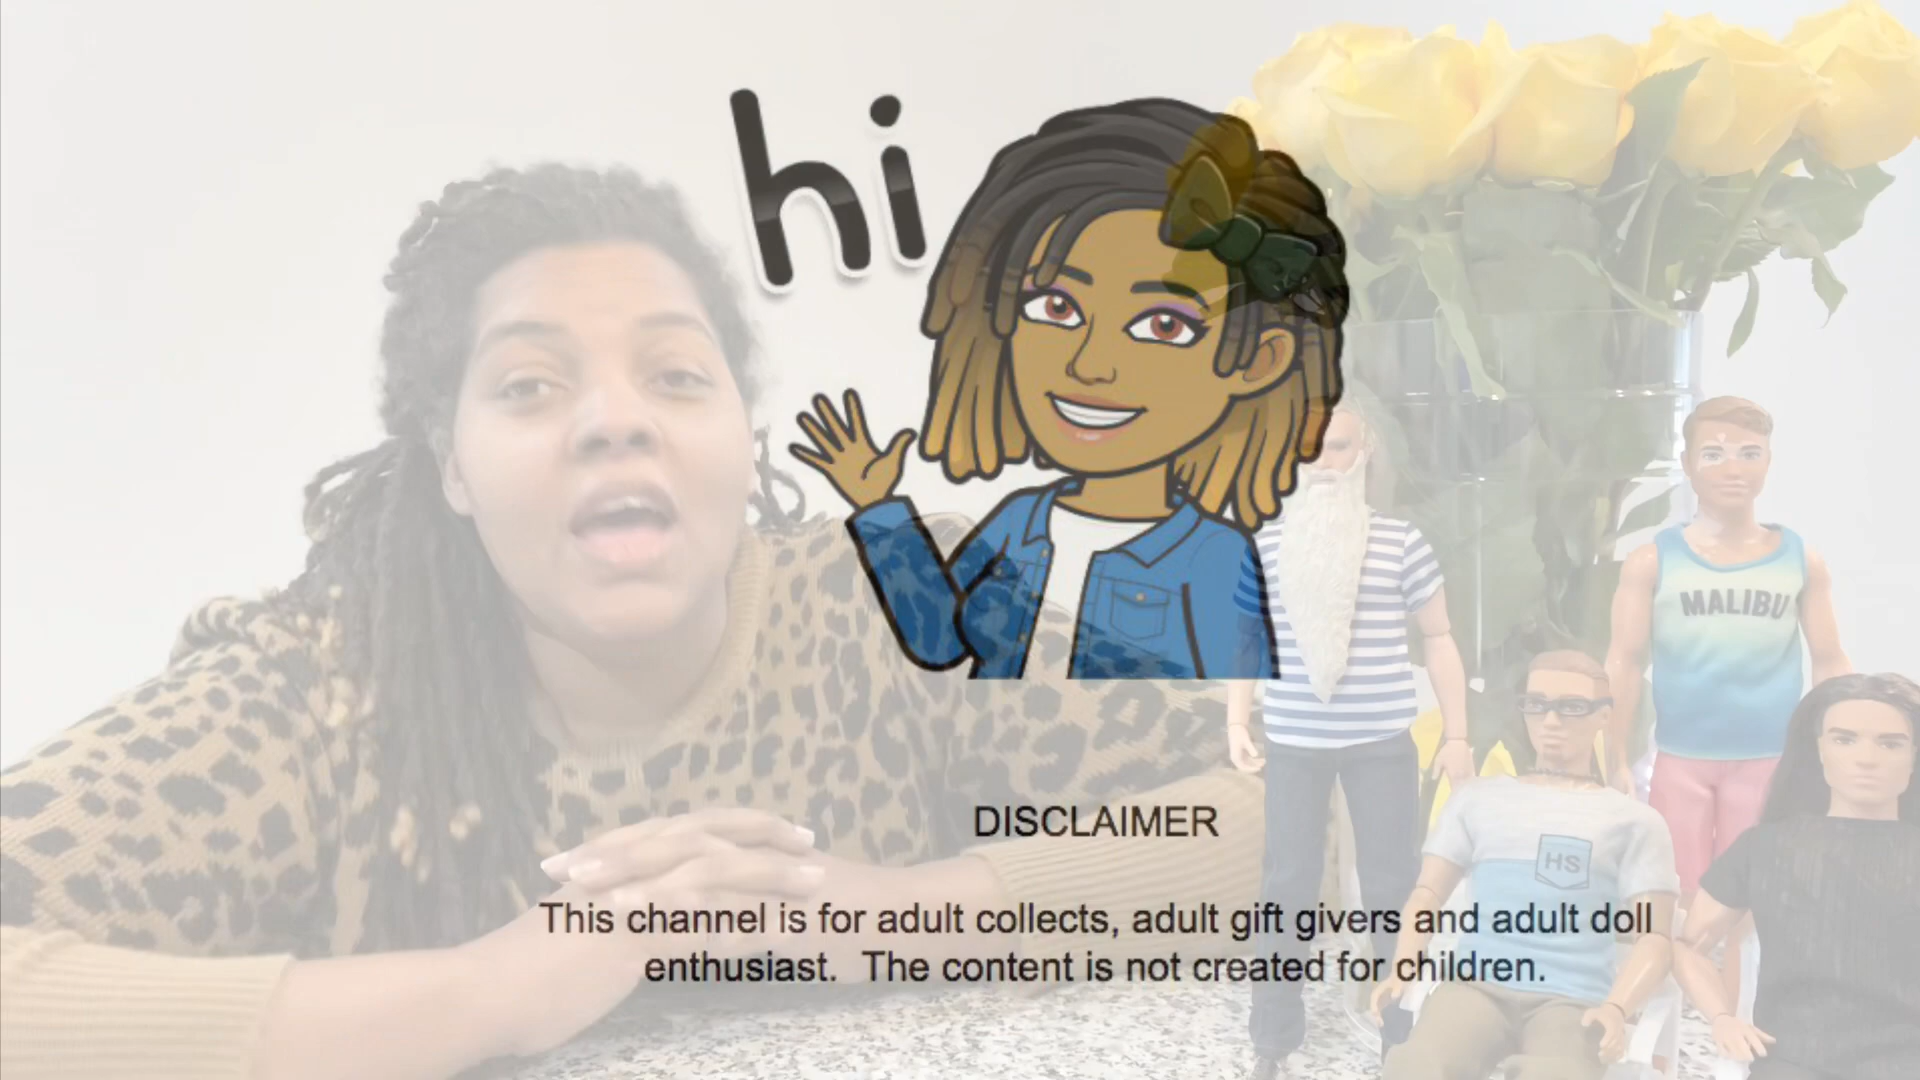 hi
MALIBU
HS
DISCLAIMER
This channel is for adult collects, adult gift givers and adult doll
enthusiast.  The content is not created for children.